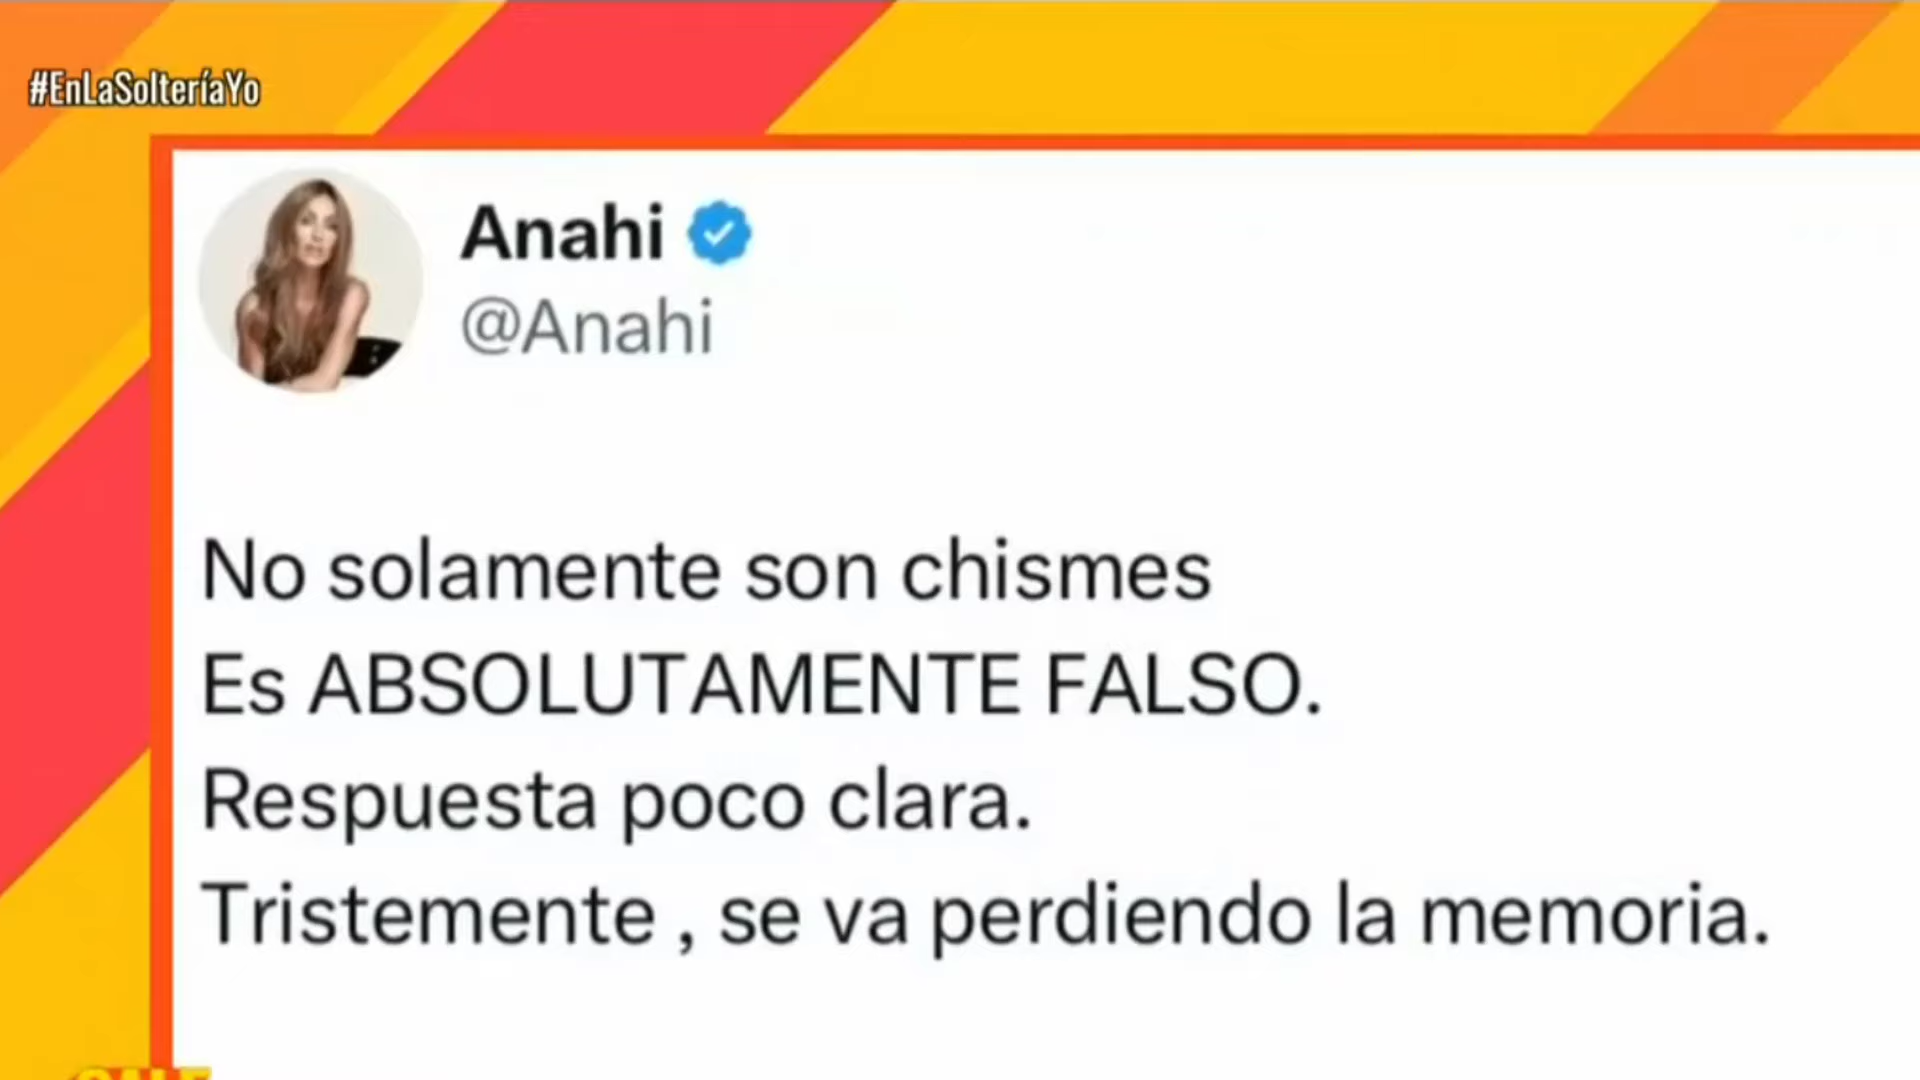 #EnLaSolteríaYo
Anahi
@Anahi
No solamente son chismes
Es ABSOLUTAMENTE FALSO.
Respuesta poco clara.
Tristemente , se va perdiendo la memoria.